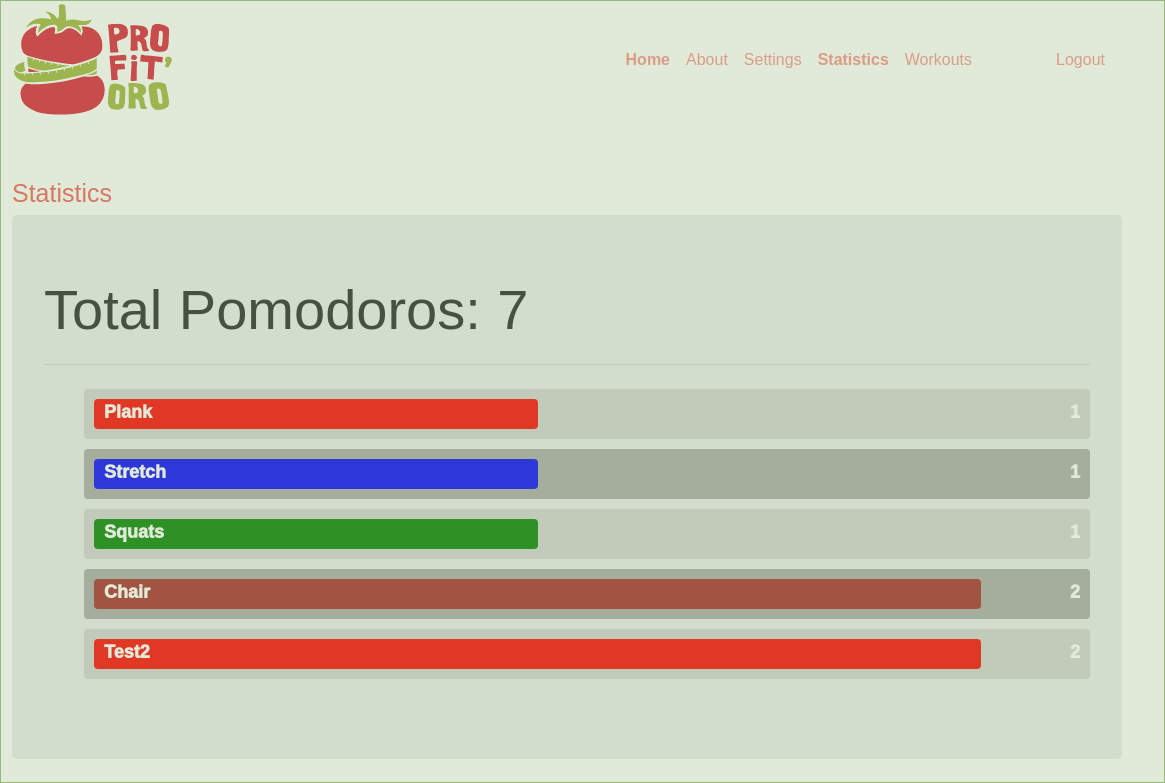 PRO
FIT'
ORO
Home About Settings Statistics Workouts Logout
Statistics
Total Pomodoros: 7
Plank 1
Stretch 1
Squats 1
Chair 2
Test2 2